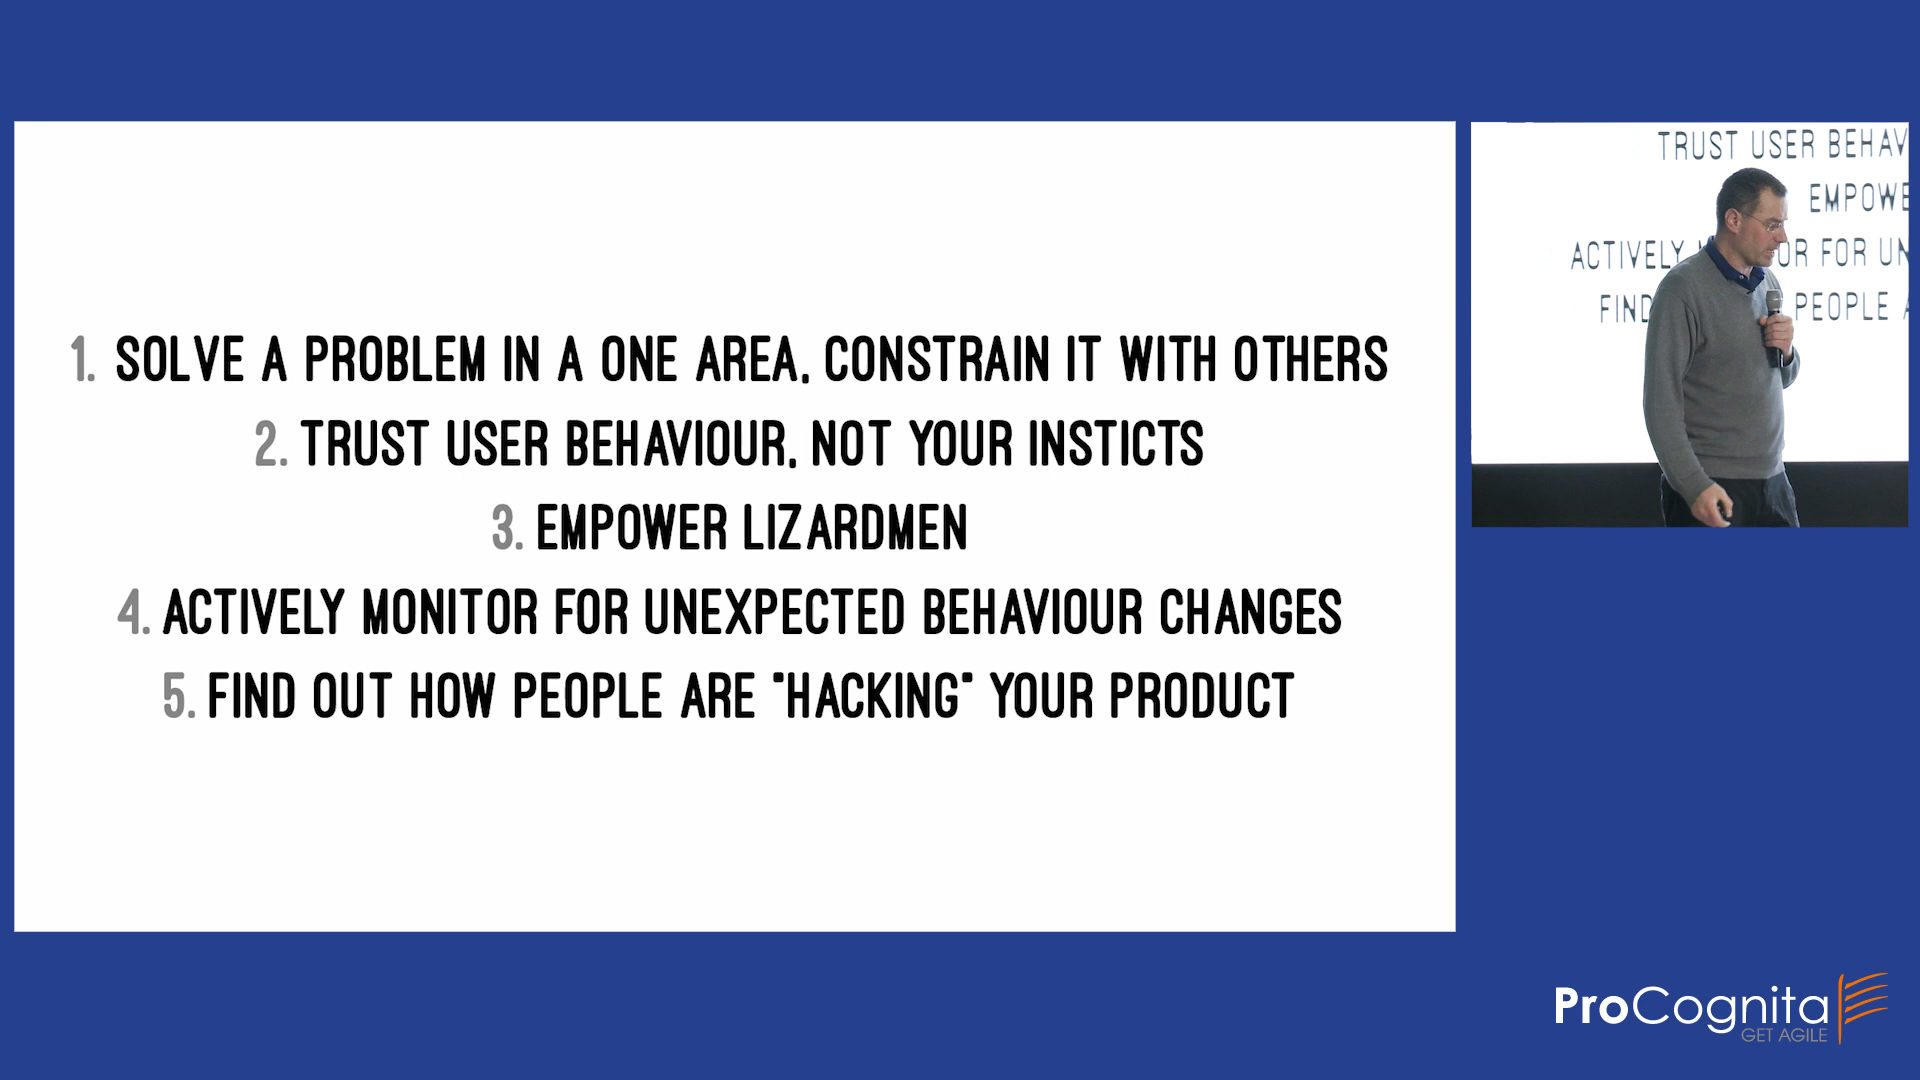 1. SOLVE A PROBLEM IN A ONE AREA, CONSTRAIN IT WITH OTHERS
2. TRUST USER BEHAVIOUR, NOT YOUR INSTICTS
3. EMPOWER LIZARDMEN
4. ACTIVELY MONITOR FOR UNEXPECTED BEHAVIOUR CHANGES
5. FIND OUT HOW PEOPLE ARE "HACKING" YOUR PRODUCT
TRUST USER BEHAV
EMPOWE
ACTIVELY OR FOR UN
FIND PEOPLE
ProCognita
GET AGILE